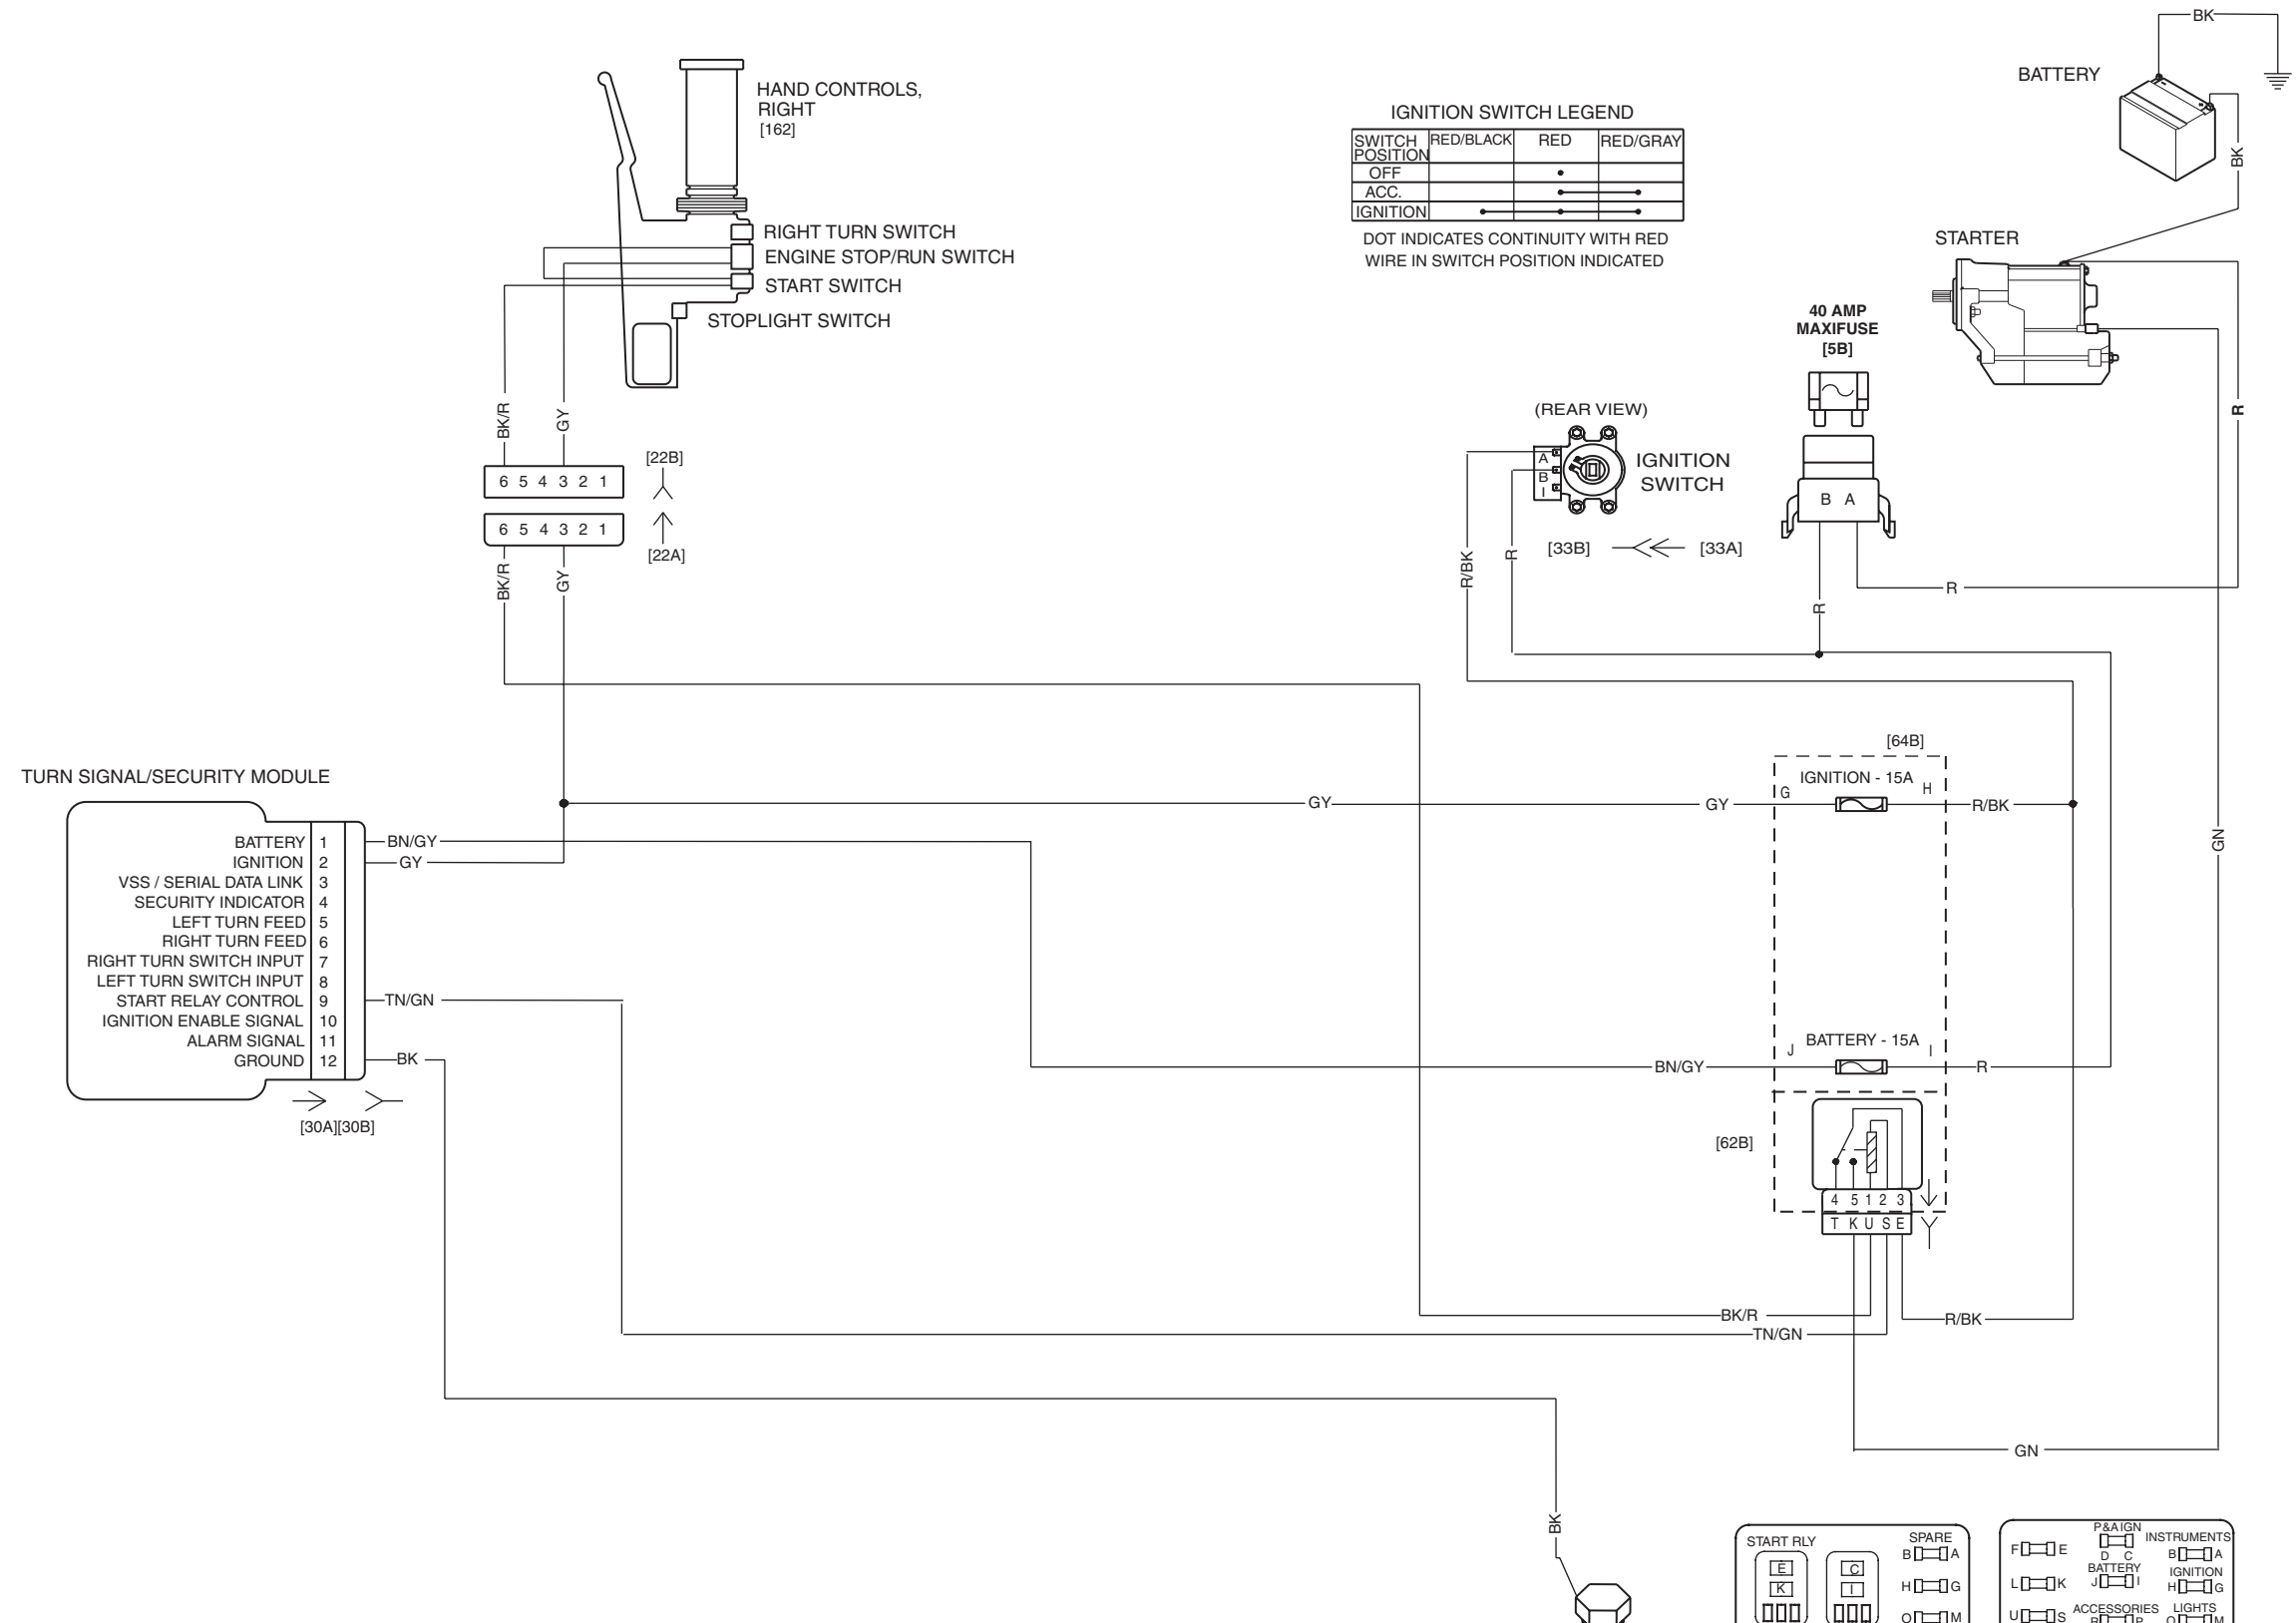 BK
BATTERY
BK
HAND CONTROLS,
RIGHT
[162]
IGNITION SWITCH LEGEND
SWITCH POSITION RED/BLACK RED RED/GRAY
OFF
ACC.
IGNITION
DOT INDICATES CONTINUITY WITH RED
WIRE IN SWITCH POSITION INDICATED
RIGHT TURN SWITCH
ENGINE STOP/RUN SWITCH
START SWITCH
STOPLIGHT SWITCH
STARTER
40 AMP
MAXIFUSE
[5B]
BK/R
GY
(REAR VIEW)
A
B
I
IGNITION
SWITCH
R
[22B]
6 5 4 3 2 1
B A
6 5 4 3 2 1
[22A]
[33B]
[33A]
BK/R
GY
R/BK
R
R
R
[64B]
TURN SIGNAL/SECURITY MODULE
IGNITION - 15A
G
H
GY
GY
R/BK
GN
BATTERY 1
BN/GY
IGNITION 2
GY
VSS / SERIAL DATA LINK 3
SECURITY INDICATOR 4
LEFT TURN FEED 5
RIGHT TURN FEED 6
RIGHT TURN SWITCH INPUT 7
LEFT TURN SWITCH INPUT 8
START RELAY CONTROL 9
TN/GN
IGNITION ENABLE SIGNAL 10
ALARM SIGNAL 11
GROUND 12
BK
[30A][30B]
BATTERY - 15A
J
I
BN/GY
R
[62B]
4 5 1 2 3
T K U S E
BK/R
R/BK
TN/GN
GN
BK
START RLY
SPARE
B A
E
C
K
I
H G
O M
P&A IGN
INSTRUMENTS
F E
D C
B A
BATTERY
IGNITION
L K
J I
H G
ACCESSORIES
LIGHTS
U S
R P
O M